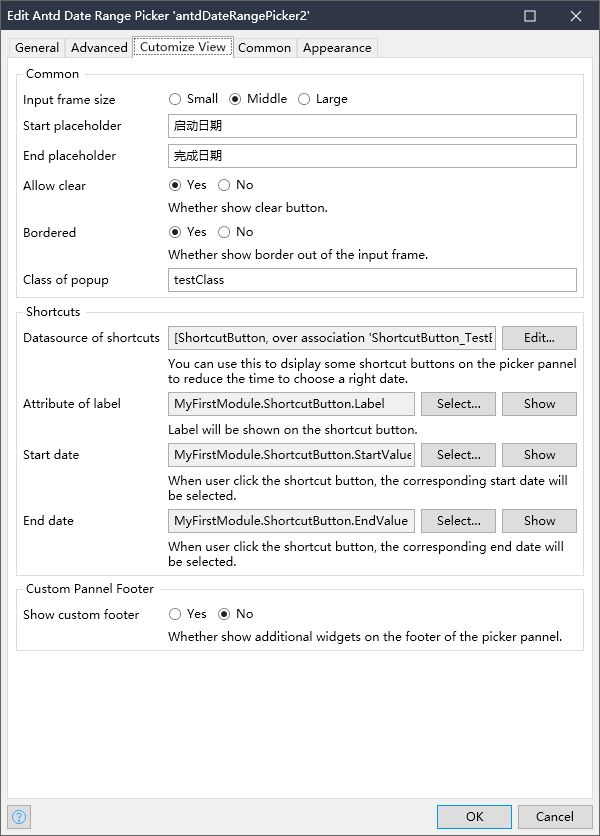 Edit Antd Date Range Picker 'antdDateRangePicker2'
General Advanced Cutomize View Common Appearance
Common
Input frame size Small Middle Large
Start placeholder 启动日期
End placeholder 完成日期
Allow clear Yes No
Whether show clear button.
Bordered Yes No
Whether show border out of the input frame.
Class of popup testClass
Shortcuts
Datasource of shortcuts [ShortcutButton, over association 'ShortcutButton_TestE Edit...
You can use this to dsiplay some shortcut buttons on the picker pannel
to reduce the time to choose a right date.
Attribute of label MyFirstModule.ShortcutButton.Label Select... Show
Label will be shown on the shortcut button.
Start date MyFirstModule.ShortcutButton.StartValue Select... Show
When user click the shortcut button, the corresponding start date will
be selected.
End date MyFirstModule.ShortcutButton.EndValue Select... Show
When user click the shortcut button, the corresponding end date will
be selected.
Custom Pannel Footer
Show custom footer Yes No
Whether show additional widgets on the footer of the picker pannel.
? OK Cancel